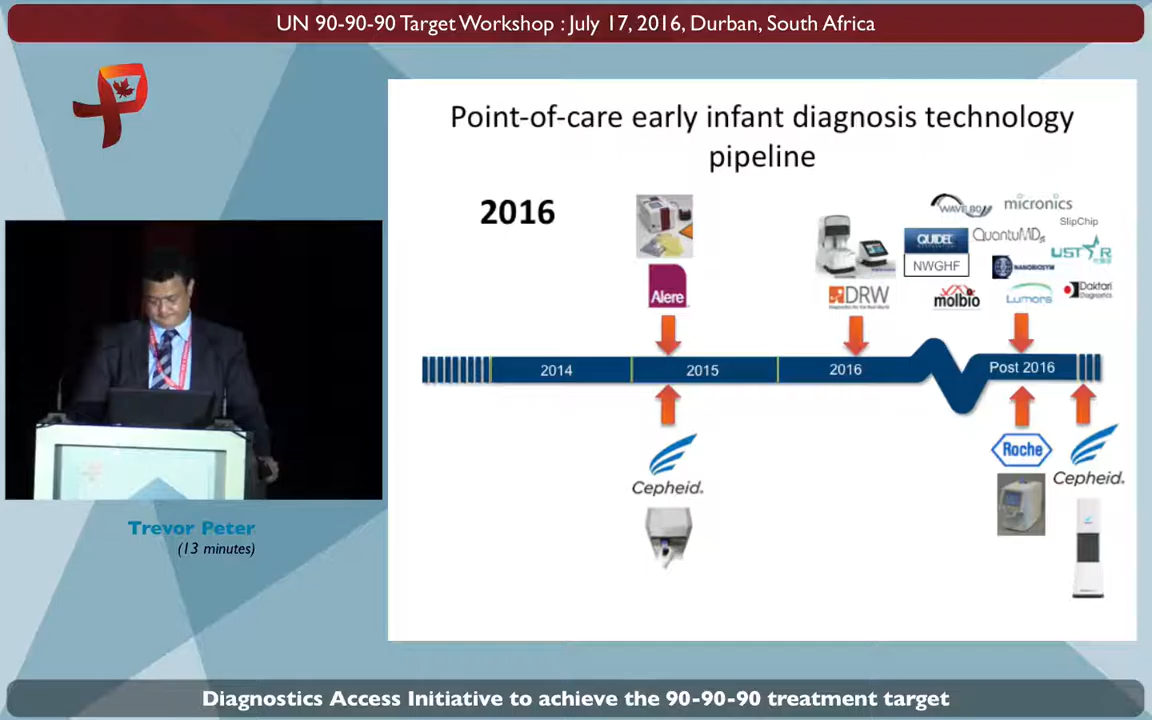 UN 90-90-90 Target Workshop : July 17, 2016, Durban, South Africa
Point-of-care early infant diagnosis technology
pipeline
2016
WAVE
micronics
SlipChip
QUIDEL
QuantuMDx
USTAR
NWGHF
NANOBIOSYM
Alere
DRW
molbio
LUMORA
Daktari
Diagnostics
2014
2015
2016
Post 2016
Cepheid.
Roche
Cepheid.
Trevor Peter
(13 minutes)
Diagnostics Access Initiative to achieve the 90-90-90 treatment target